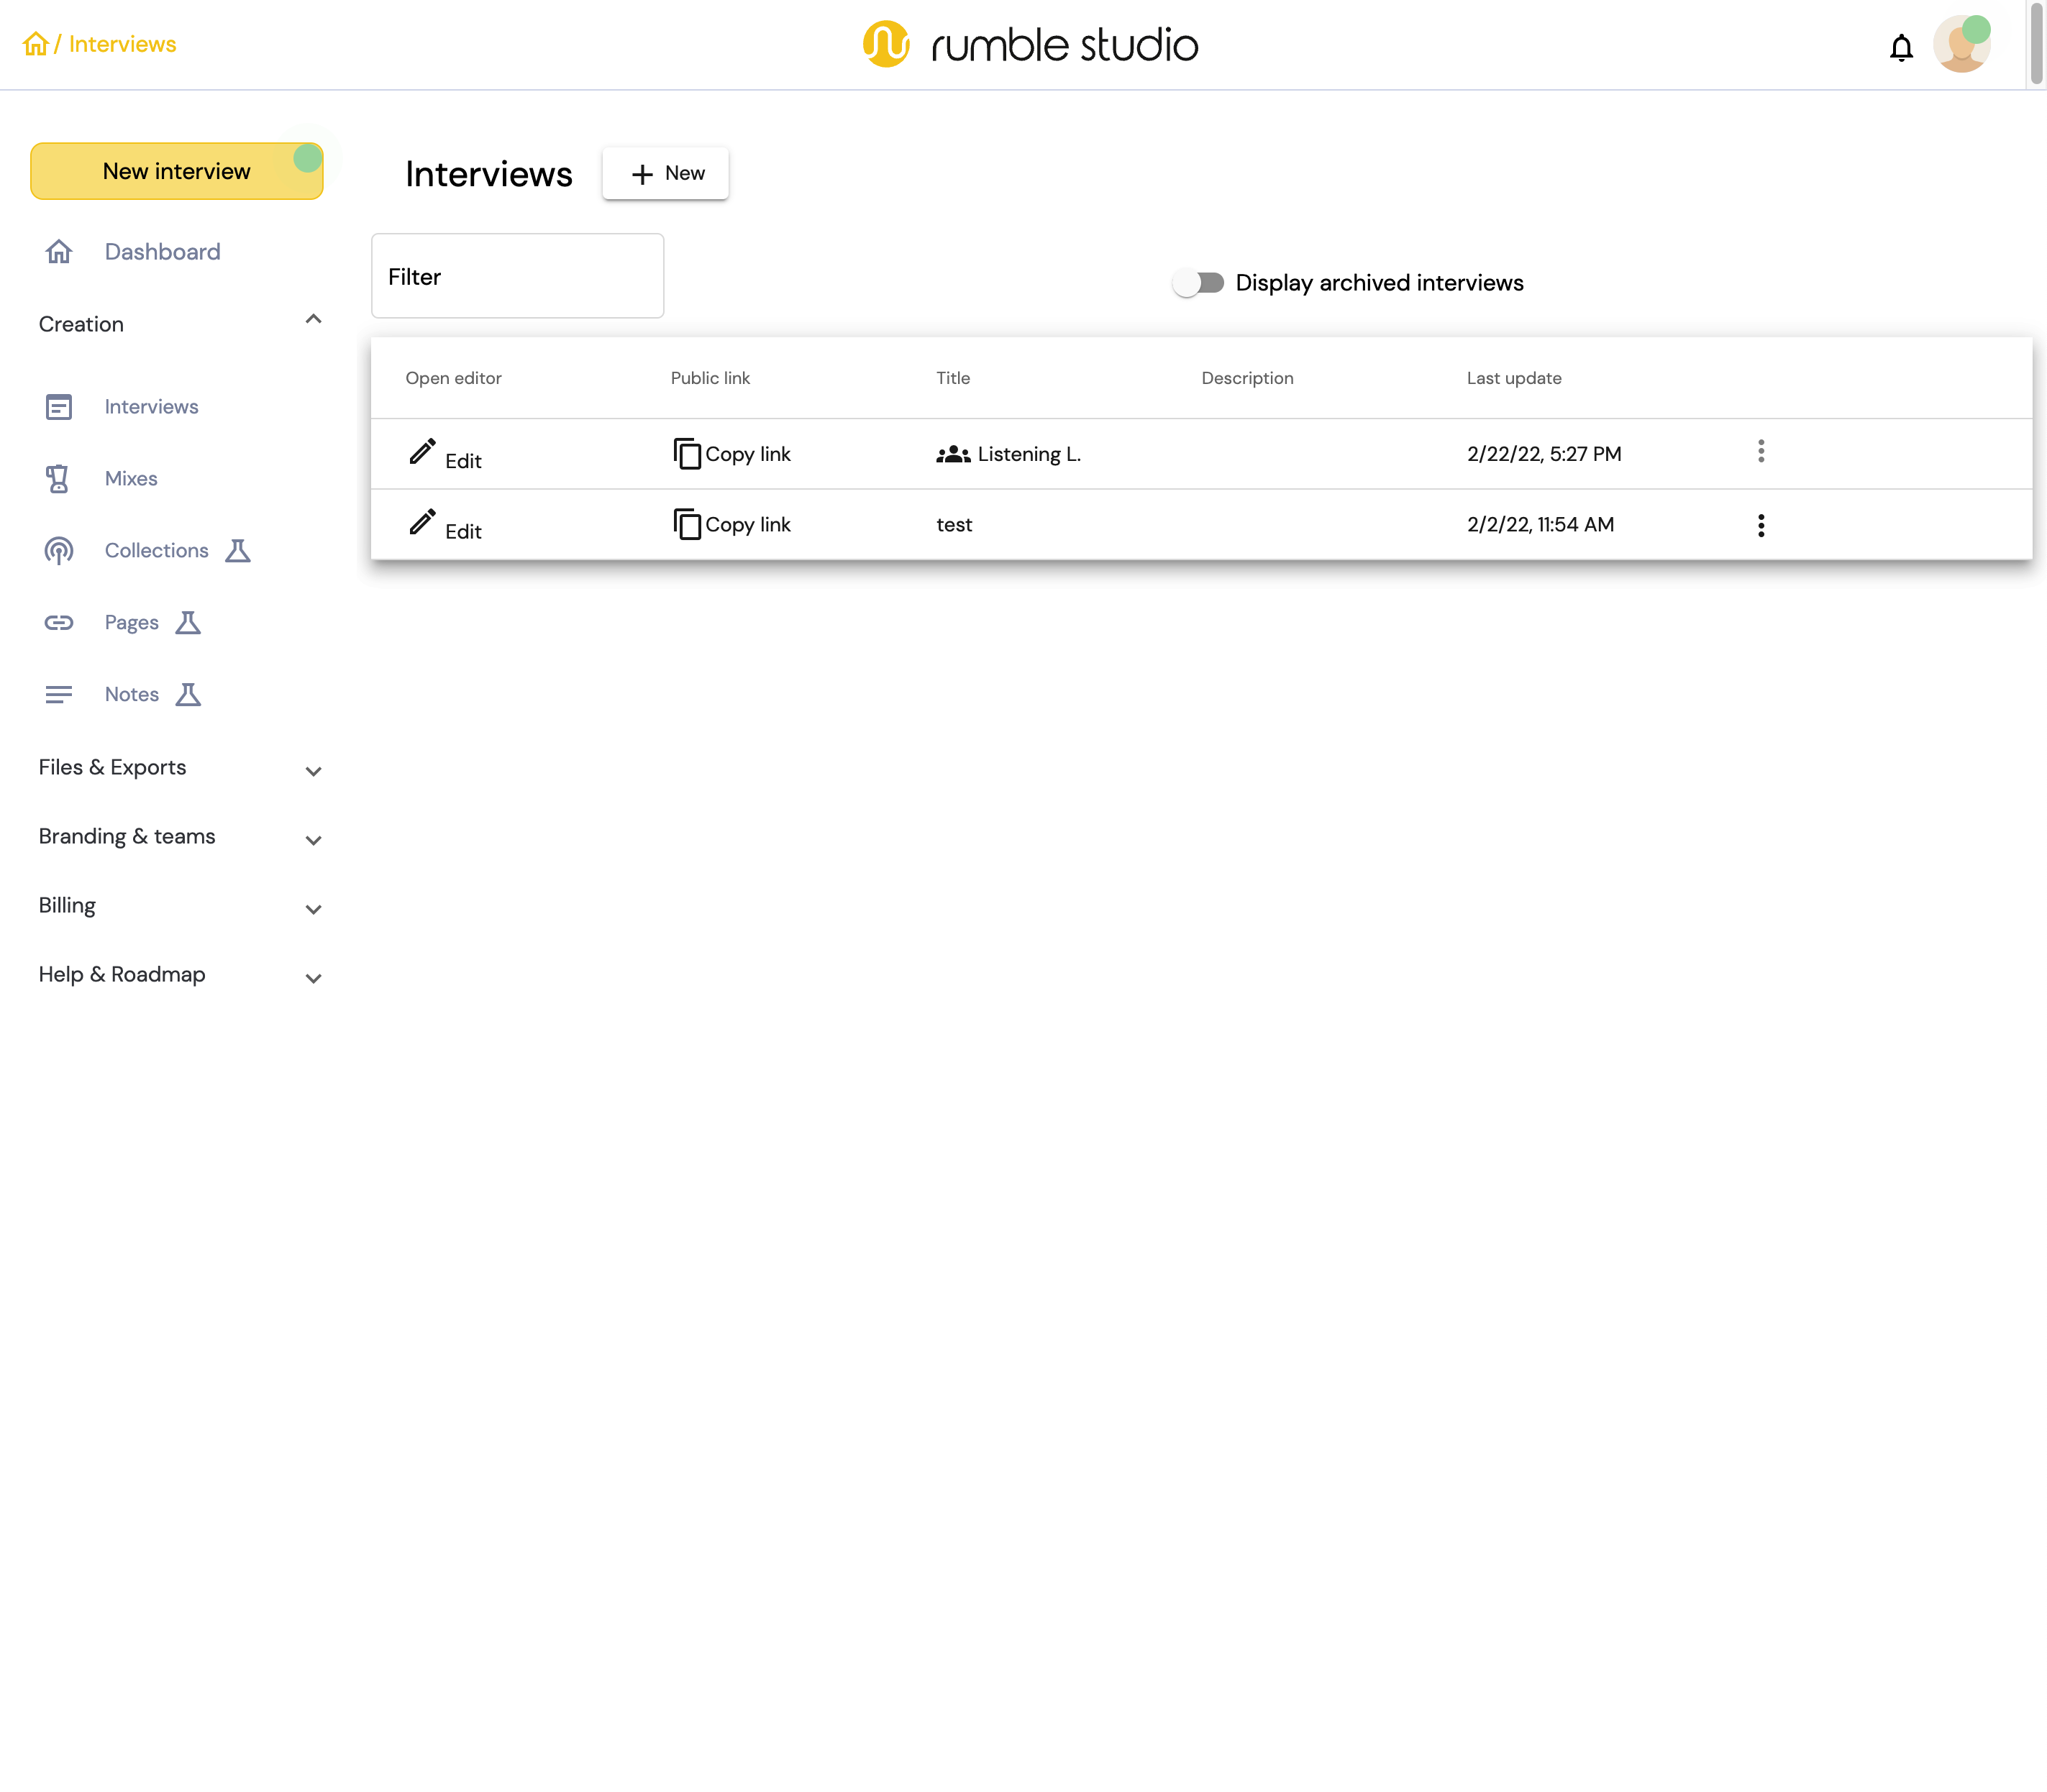 / Interviews
rumble studio
New interview
Dashboard
Creation
Interviews
Mixes
Collections
Pages
Notes
Files & Exports
Branding & teams
Billing
Help & Roadmap
Interviews
New
Filter
Display archived interviews
Open editor Public link Title Description Last update
Edit Copy link Listening L. 2/22/22, 5:27 PM
Edit Copy link test 2/2/22, 11:54 AM